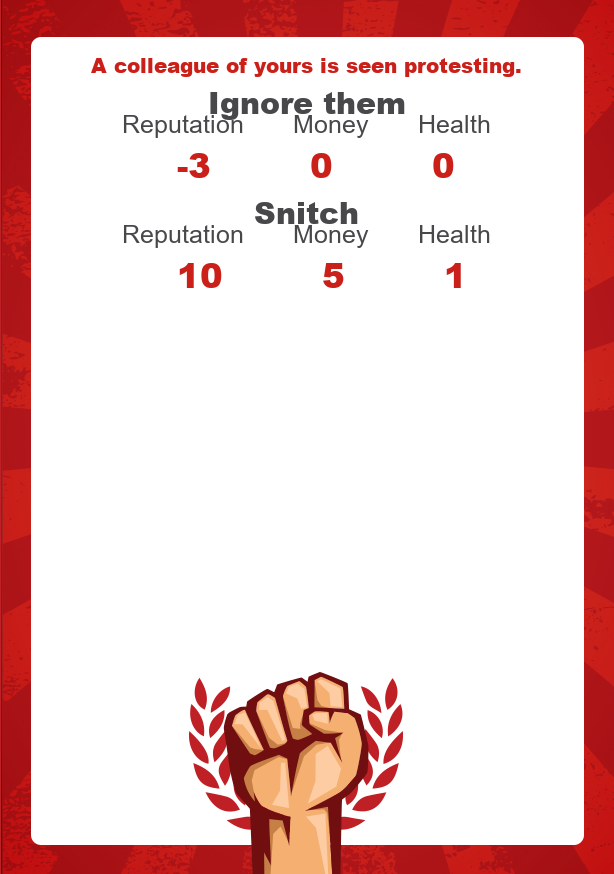 A colleague of yours is seen protesting.
Ignore them
Reputation Money Health
-3 0 0
Snitch
Reputation Money Health
10 5 1